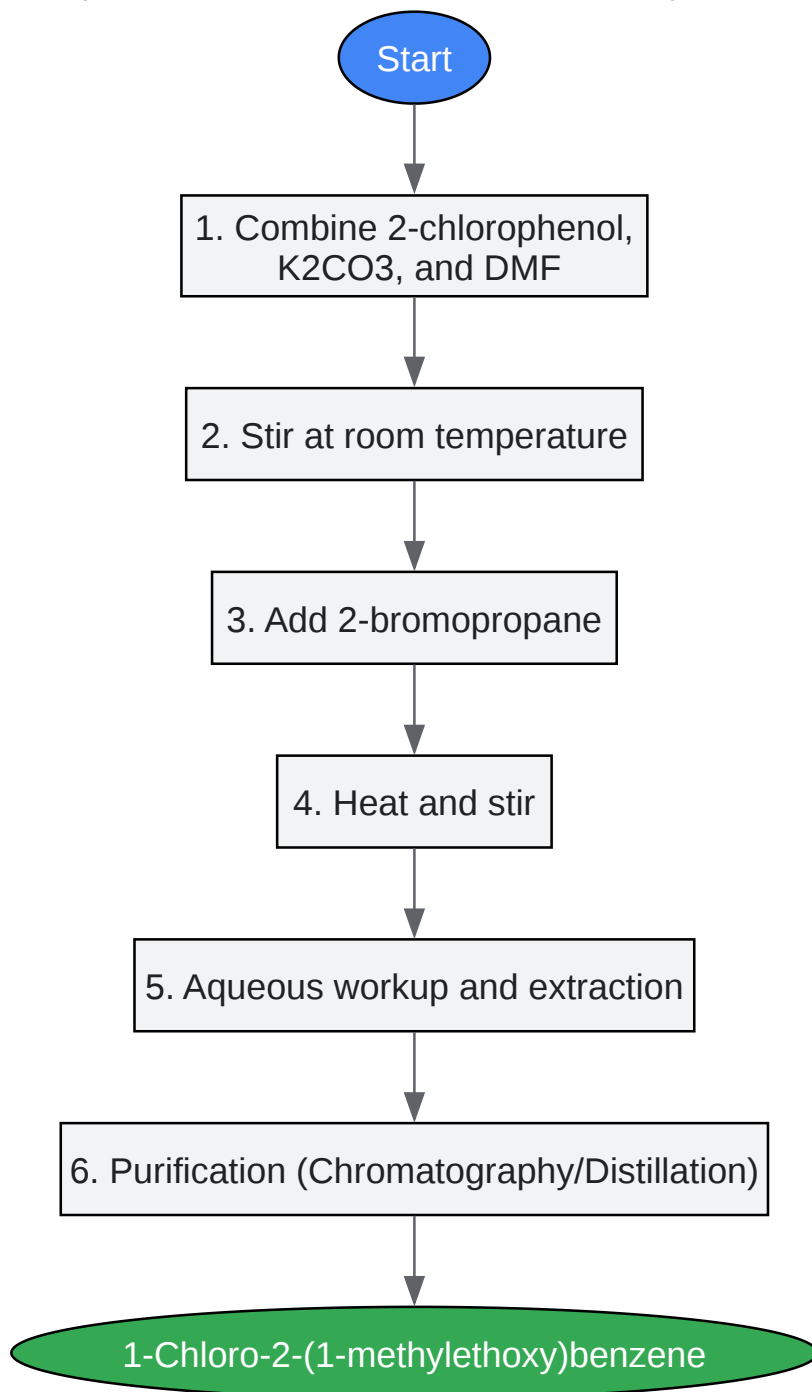 Start
1. Combine 2-chlorophenol,
K2CO3, and DMF
2. Stir at room temperature
3. Add 2-bromopropane
4. Heat and stir
5. Aqueous workup and extraction
6. Purification (Chromatography/Distillation)
1-Chloro-2-(1-methylethoxy)benzene